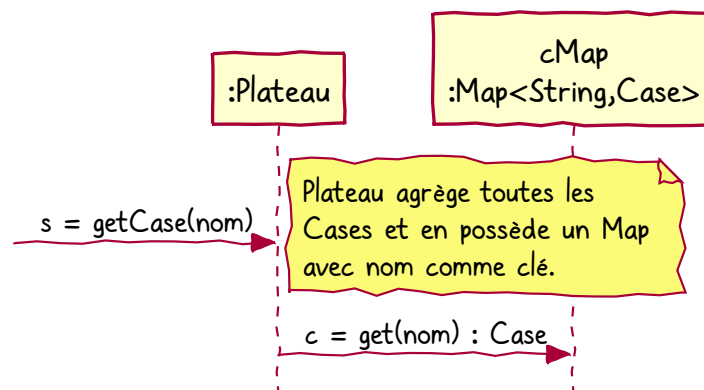 cMap
:Plateau
:Map<String,Case>
Plateau agrège toutes les
s = getCase(nom)
Cases et en possède un Map
avec nom comme clé.
c = get(nom) : Case